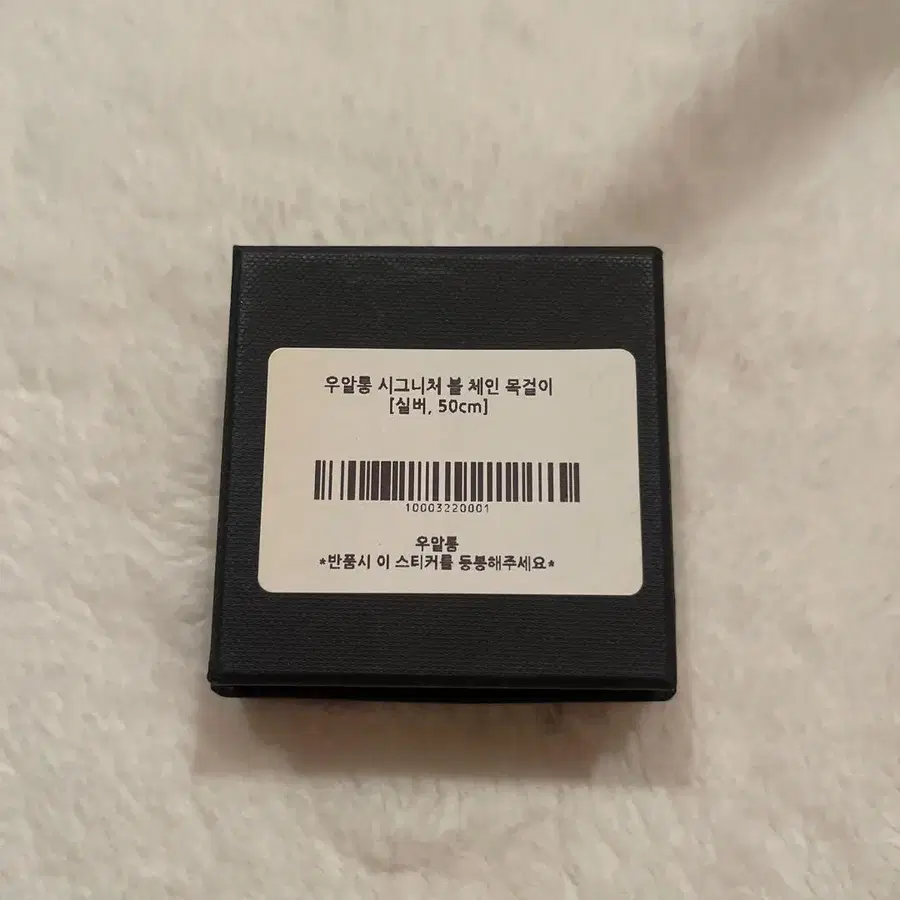 우알롱 시그니처 볼 체인 목걸이
[실버, 50cm]
10003220001
우알롱
*반품시 이 스티커를 동봉해주세요*